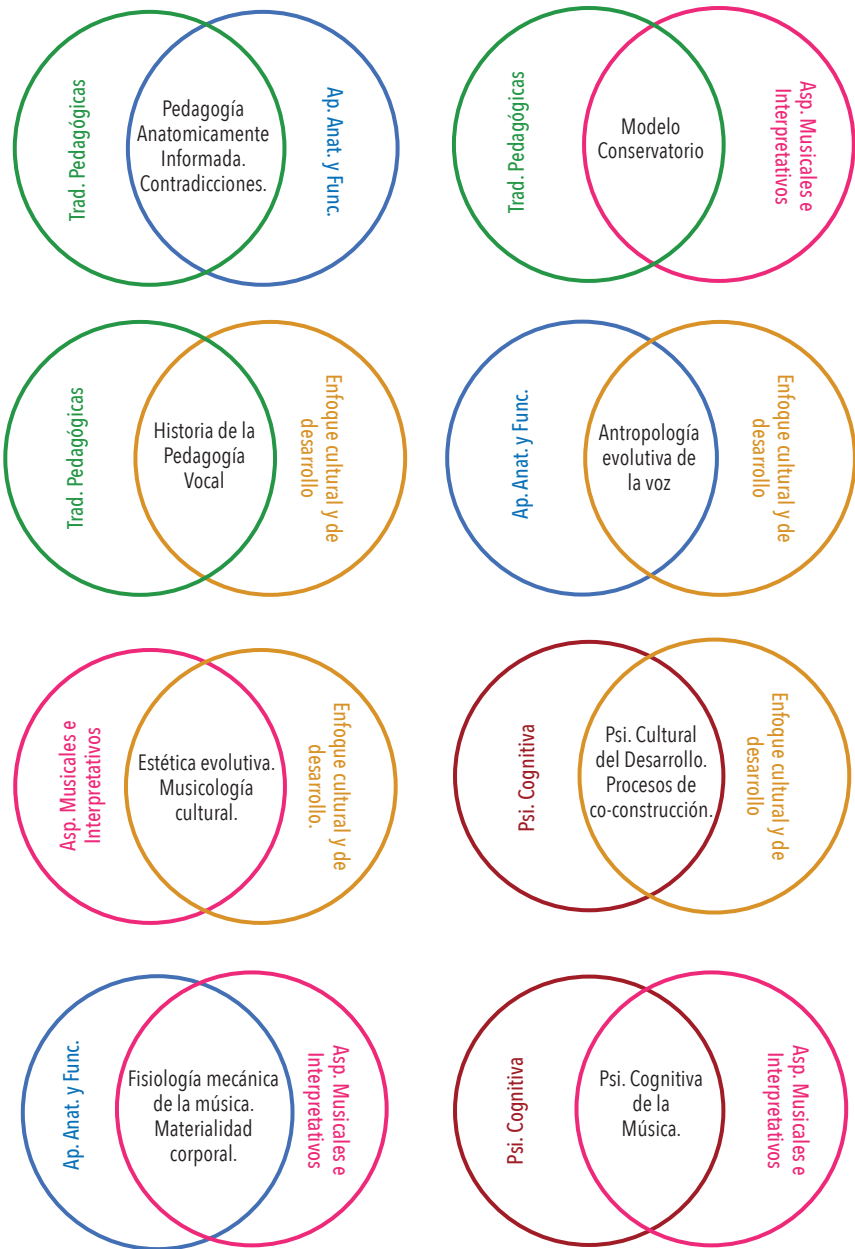 Trad. Pedagógicas
Pedagogía
Anatomicamente
Informada.
Contradicciones.
Ap. Anat. y Func.
Trad. Pedagógicas
Modelo
Conservatorio
Asp. Musicales e
Interpretativos
Trad. Pedagógicas
Historia de la
Pedagogía
Vocal
Enfoque cultural y de
desarrollo
Ap. Anat. y Func.
Antropología
evolutiva de
la voz
Enfoque cultural y de
desarrollo
Asp. Musicales e
Interpretativos
Estética evolutiva.
Musicología
cultural.
Enfoque cultural y de
desarrollo.
Psi. Cognitiva
Psi. Cultural
del Desarrollo.
Procesos de
co-construcción.
Enfoque cultural y de
desarrollo
Ap. Anat. y Func.
Fisiología mecánica
de la música.
Materialidad
corporal.
Asp. Musicales e
Interpretativos
Psi. Cognitiva
Psi. Cognitiva
de la
Música.
Asp. Musicales e
Interpretativos